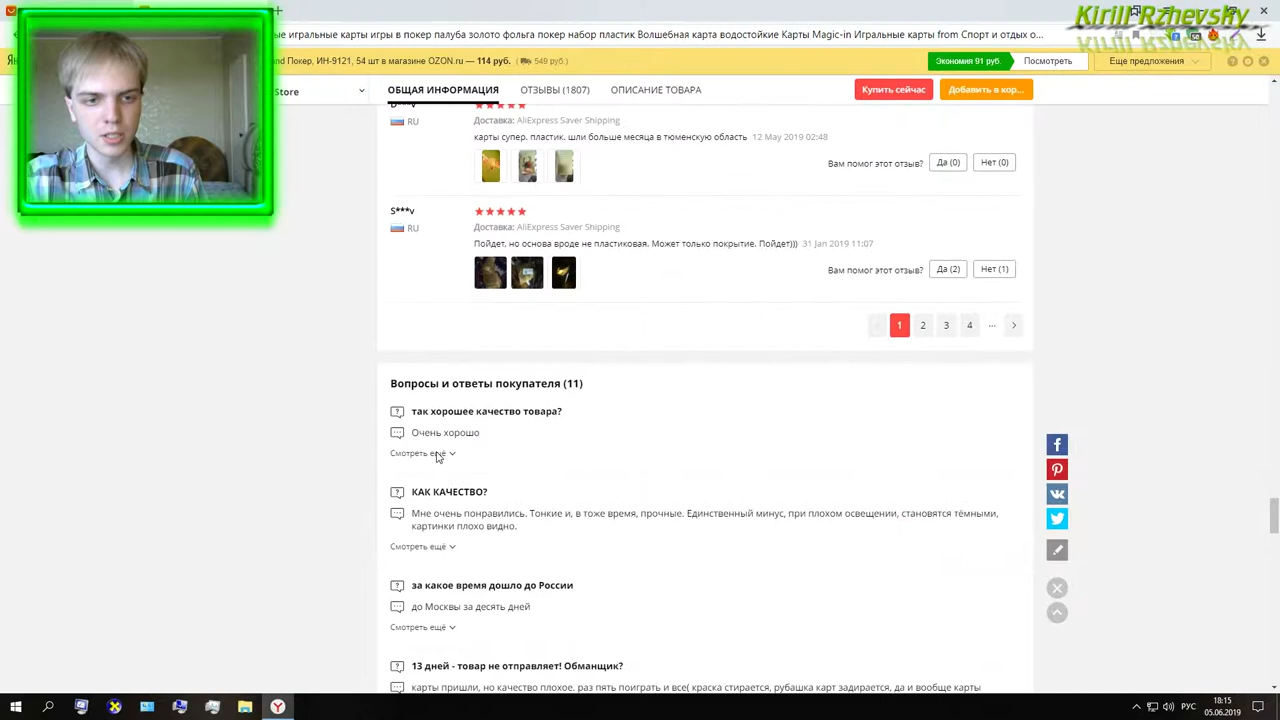 Kirill Rzhevsky
ые игральные карты игры в покер палуба золото фольга покер набор пластик Волшебная карта водостойкие Карты Magic-in Игральные карты from Спорт и отдых о...
nd Покер, ИН-9121, 54 шт в магазине OZON.ru — 114 руб. ( 549 руб.)
Экономия 91 руб.
Посмотреть
Еще предложения
Store
ОБЩАЯ ИНФОРМАЦИЯ
ОТЗЫВЫ (1807)
ОПИСАНИЕ ТОВАРА
Купить сейчас
Добавить в кор...
RU
Доставка: AliExpress Saver Shipping
карты супер. пластик. шли больше месяца в тюменскую область 12 May 2019 02:48
Вам помог этот отзыв?
Да (0)
Нет (0)
S***v
RU
Доставка: AliExpress Saver Shipping
Пойдет, но основа вроде не пластиковая. Может только покрытие. Пойдет))) 31 Jan 2019 11:07
Вам помог этот отзыв?
Да (2)
Нет (1)
1 2 3 4 ...
Вопросы и ответы покупателя (11)
так хорошее качество товара?
Очень хорошо
Смотреть ещё
КАК КАЧЕСТВО?
Мне очень понравились. Тонкие и, в тоже время, прочные. Единственный минус, при плохом освещении, становятся тёмными,
картинки плохо видно.
Смотреть ещё
за какое время дошло до России
до Москвы за десять дней
Смотреть ещё
13 дней - товар не отправляет! Обманщик?
карты пришли, но качество плохое. раз пять поиграть и все( краска стирается, рубашка карт задирается, да и вообще карты
РУС
18:15
05.06.2019